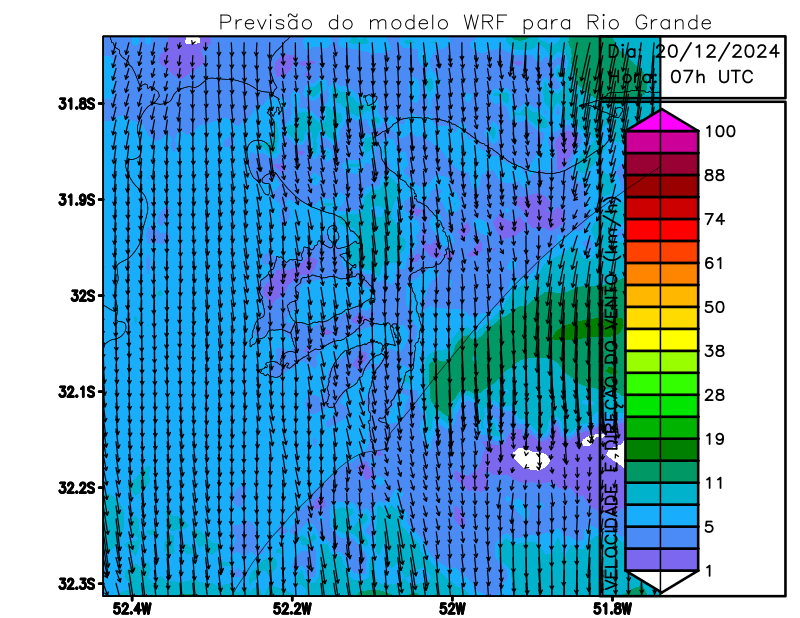 Previsão do modelo WRF para Rio Grande
Dia: 20/12/2024
Hora: 07h UTC
31.8S
31.9S
32S
32.1S
32.2S
32.3S
52.4W
52.2W
52W
51.8W
VELOCIDADE E DIREÇÃO DO VENTO (km/h)
100
88
74
61
50
38
28
19
11
5
1